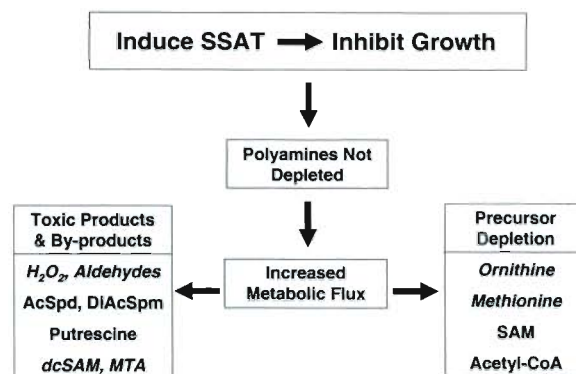 Induce SSAT → Inhibit Growth
Polyamines Not
Depleted
Toxic Products
& By-products
H₂O₂, Aldehydes
AcSpd, DiAcSpm
Putrescine
dcSAM, MTA
Increased
Metabolic Flux
Precursor
Depletion
Ornithine
Methionine
SAM
Acetyl-CoA